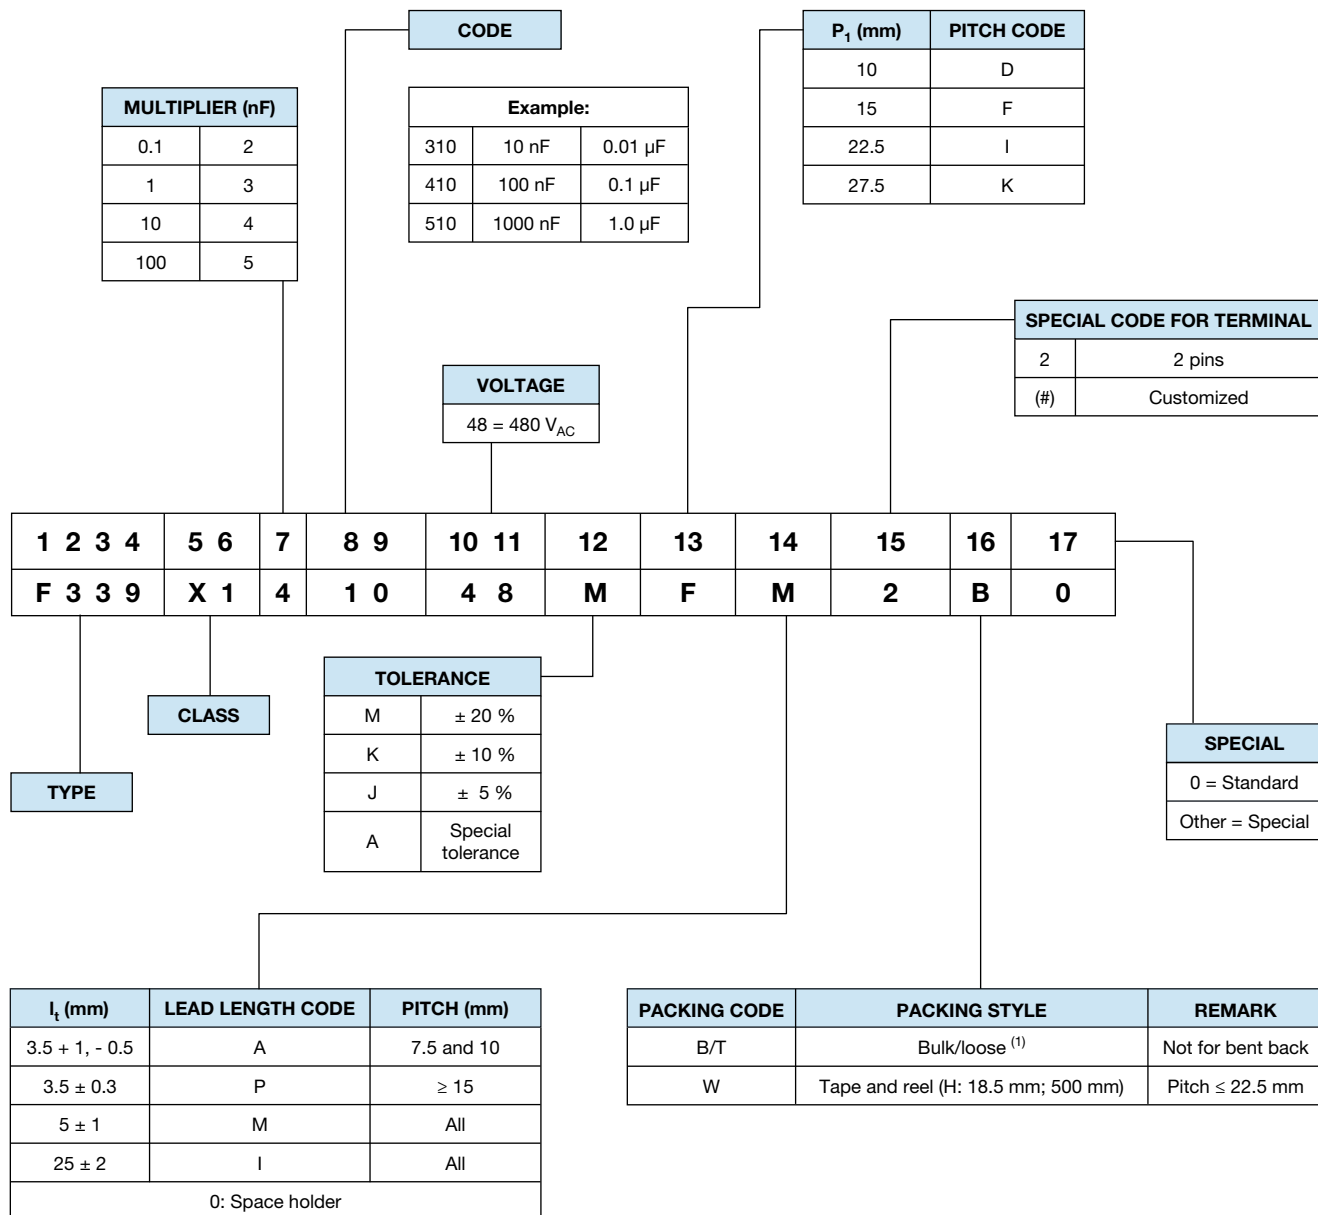 CODE
P1 (mm) PITCH CODE
10 D
15 F
22.5 I
27.5 K
MULTIPLIER (nF)
0.1 2
1 3
10 4
100 5
Example:
310 10 nF 0.01 µF
410 100 nF 0.1 µF
510 1000 nF 1.0 µF
SPECIAL CODE FOR TERMINAL
2 2 pins
(#) Customized
VOLTAGE
48 = 480 VAC
1 2 3 4 5 6 7 8 9 10 11 12 13 14 15 16 17
F 3 3 9 X 1 4 1 0 4 8 M F M 2 B 0
TOLERANCE
M ± 20 %
K ± 10 %
J ± 5 %
A Special
tolerance
CLASS
TYPE
SPECIAL
0 = Standard
Other = Special
lt (mm) LEAD LENGTH CODE PITCH (mm)
3.5 + 1, - 0.5 A 7.5 and 10
3.5 ± 0.3 P ≥ 15
5 ± 1 M All
25 ± 2 I All
0: Space holder
PACKING CODE PACKING STYLE REMARK
B/T Bulk/loose (1) Not for bent back
W Tape and reel (H: 18.5 mm; 500 mm) Pitch ≤ 22.5 mm